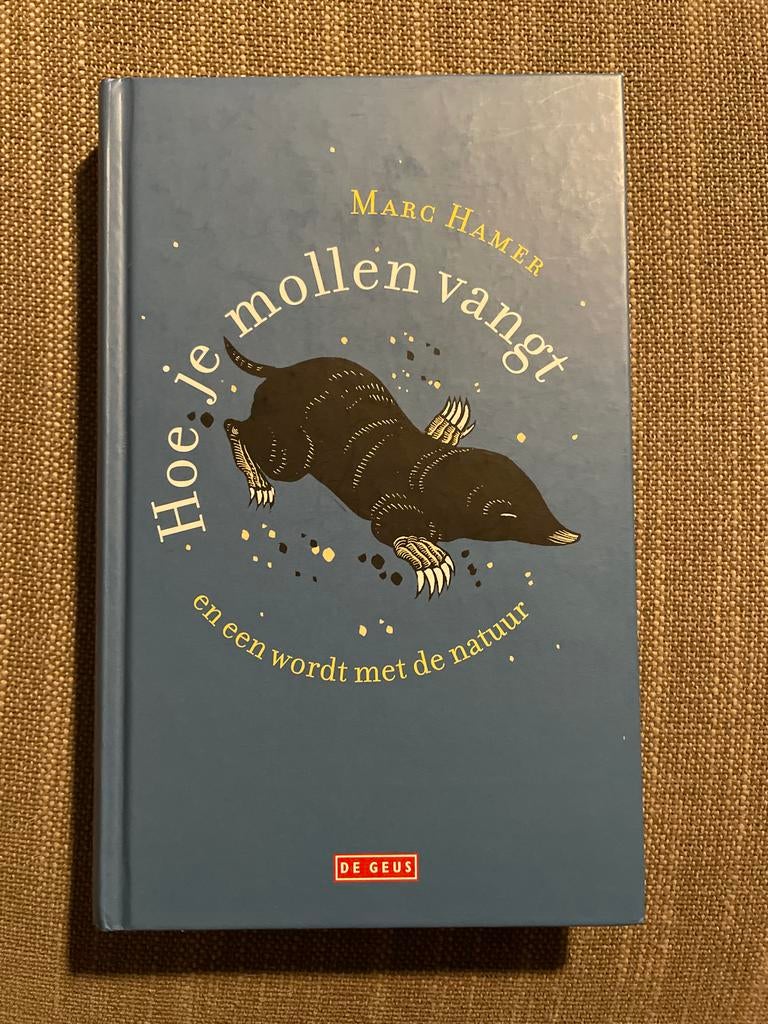 Marc Hamer
Hoe je mollen vangt
en een wordt met de natuur
DE GEUS